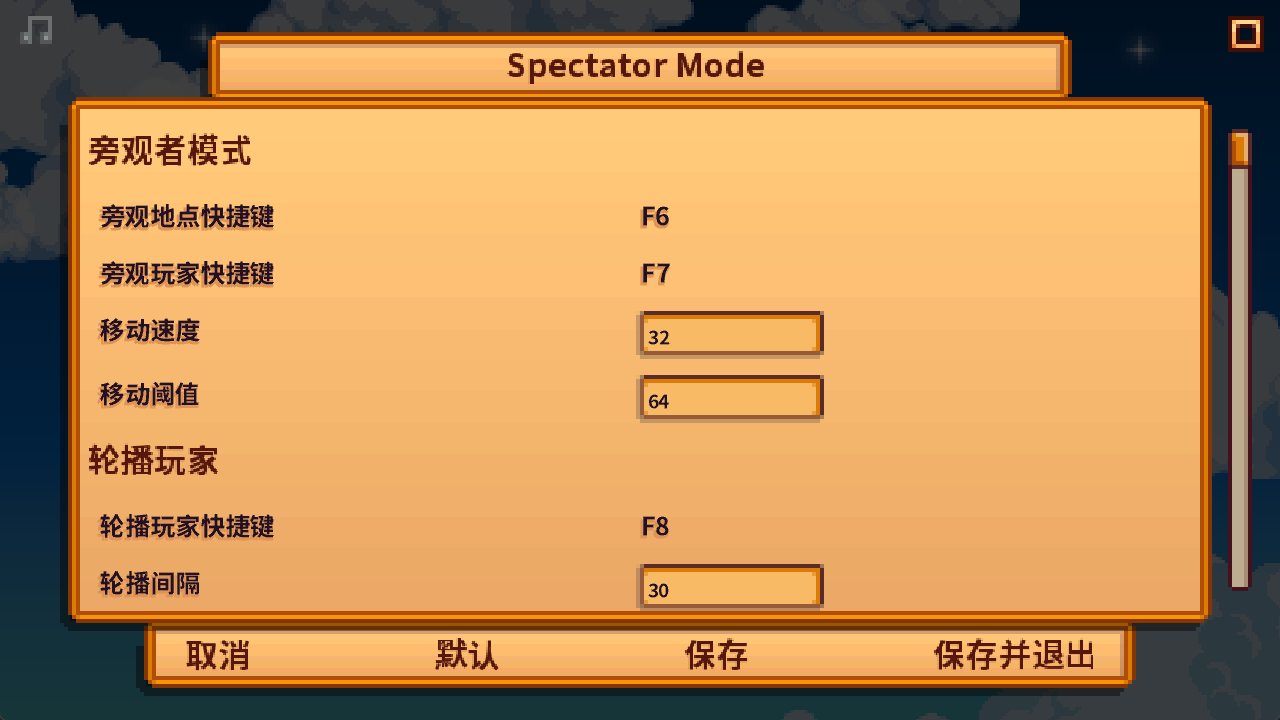 Spectator Mode
旁观者模式
旁观地点快捷键 F6
旁观玩家快捷键 F7
移动速度 32
移动阈值 64
轮播玩家
轮播玩家快捷键 F8
轮播间隔 30
取消 默认 保存 保存并退出